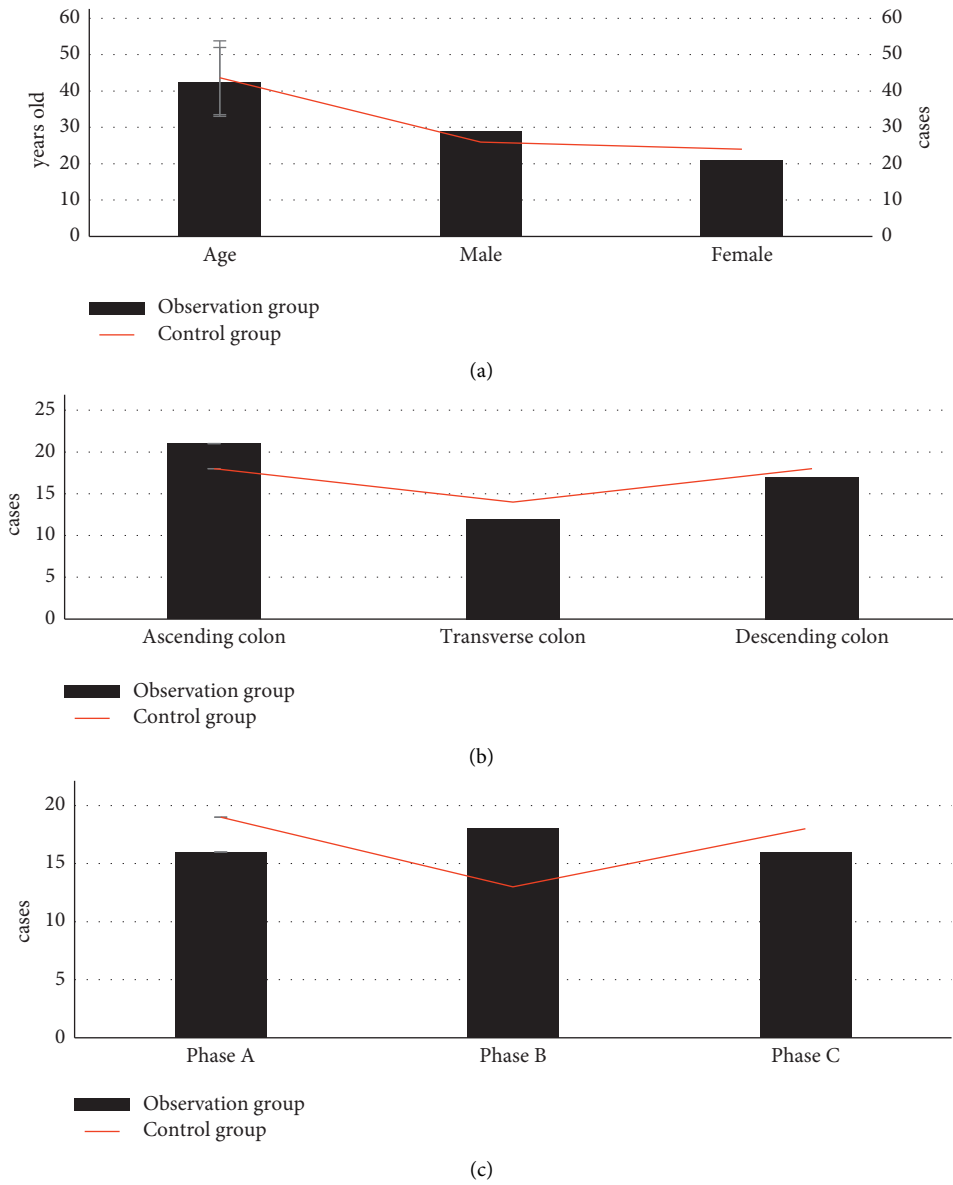 60
50
40
30
20
10
0
years old
60
50
40
30
20
10
0
cases
Age Male Female
Observation group
Control group
(a)
25
20
15
10
5
0
cases
Ascending colon Transverse colon Descending colon
Observation group
Control group
(b)
20
15
10
5
0
cases
Phase A Phase B Phase C
Observation group
Control group
(c)